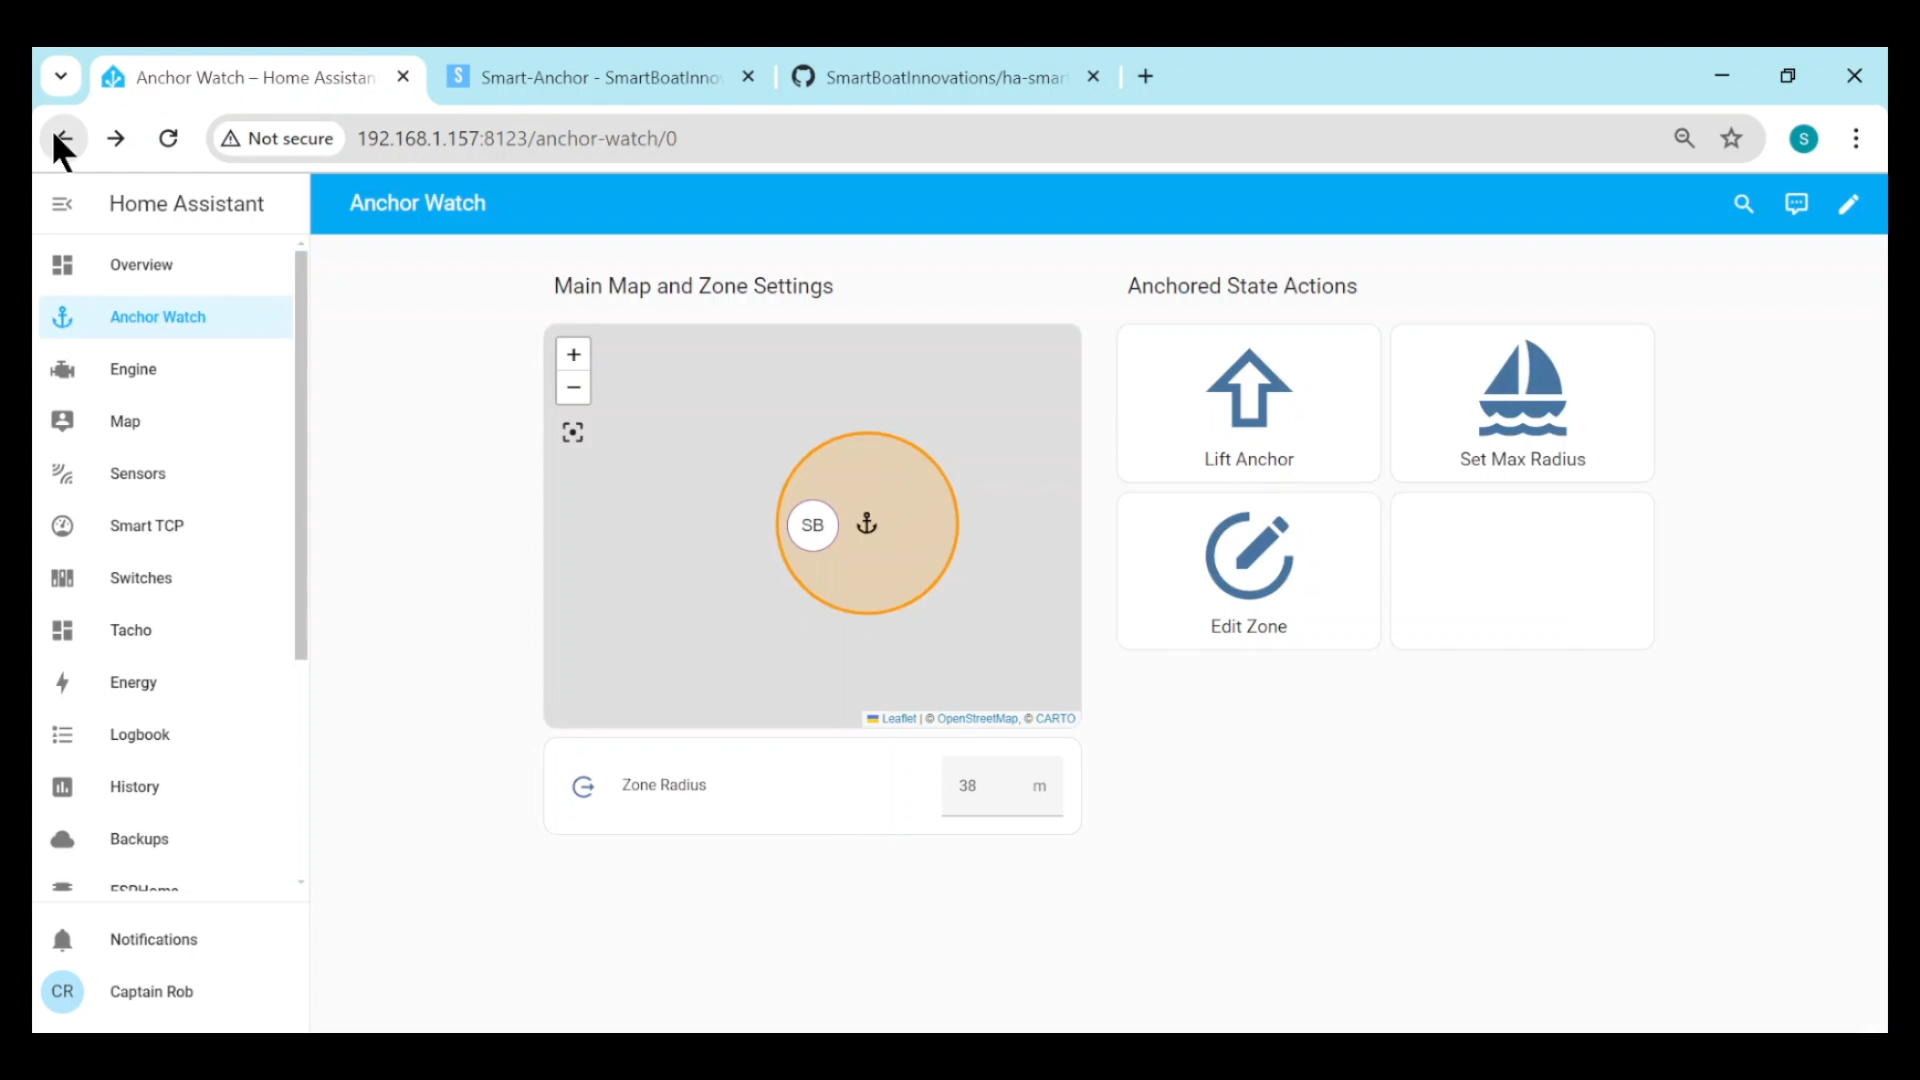 Anchor Watch – Home Assistan
Smart-Anchor - SmartBoatInno
SmartBoatInnovations/ha-smar
Not secure
192.168.1.157:8123/anchor-watch/0
S
Home Assistant
Anchor Watch
Overview
Anchor Watch
Engine
Map
Sensors
Smart TCP
Switches
Tacho
Energy
Logbook
History
Backups
ESPHome
Notifications
CR
Captain Rob
Main Map and Zone Settings
+
−
SB
Leaflet | © OpenStreetMap, © CARTO
Zone Radius
38 m
Anchored State Actions
Lift Anchor
Set Max Radius
Edit Zone